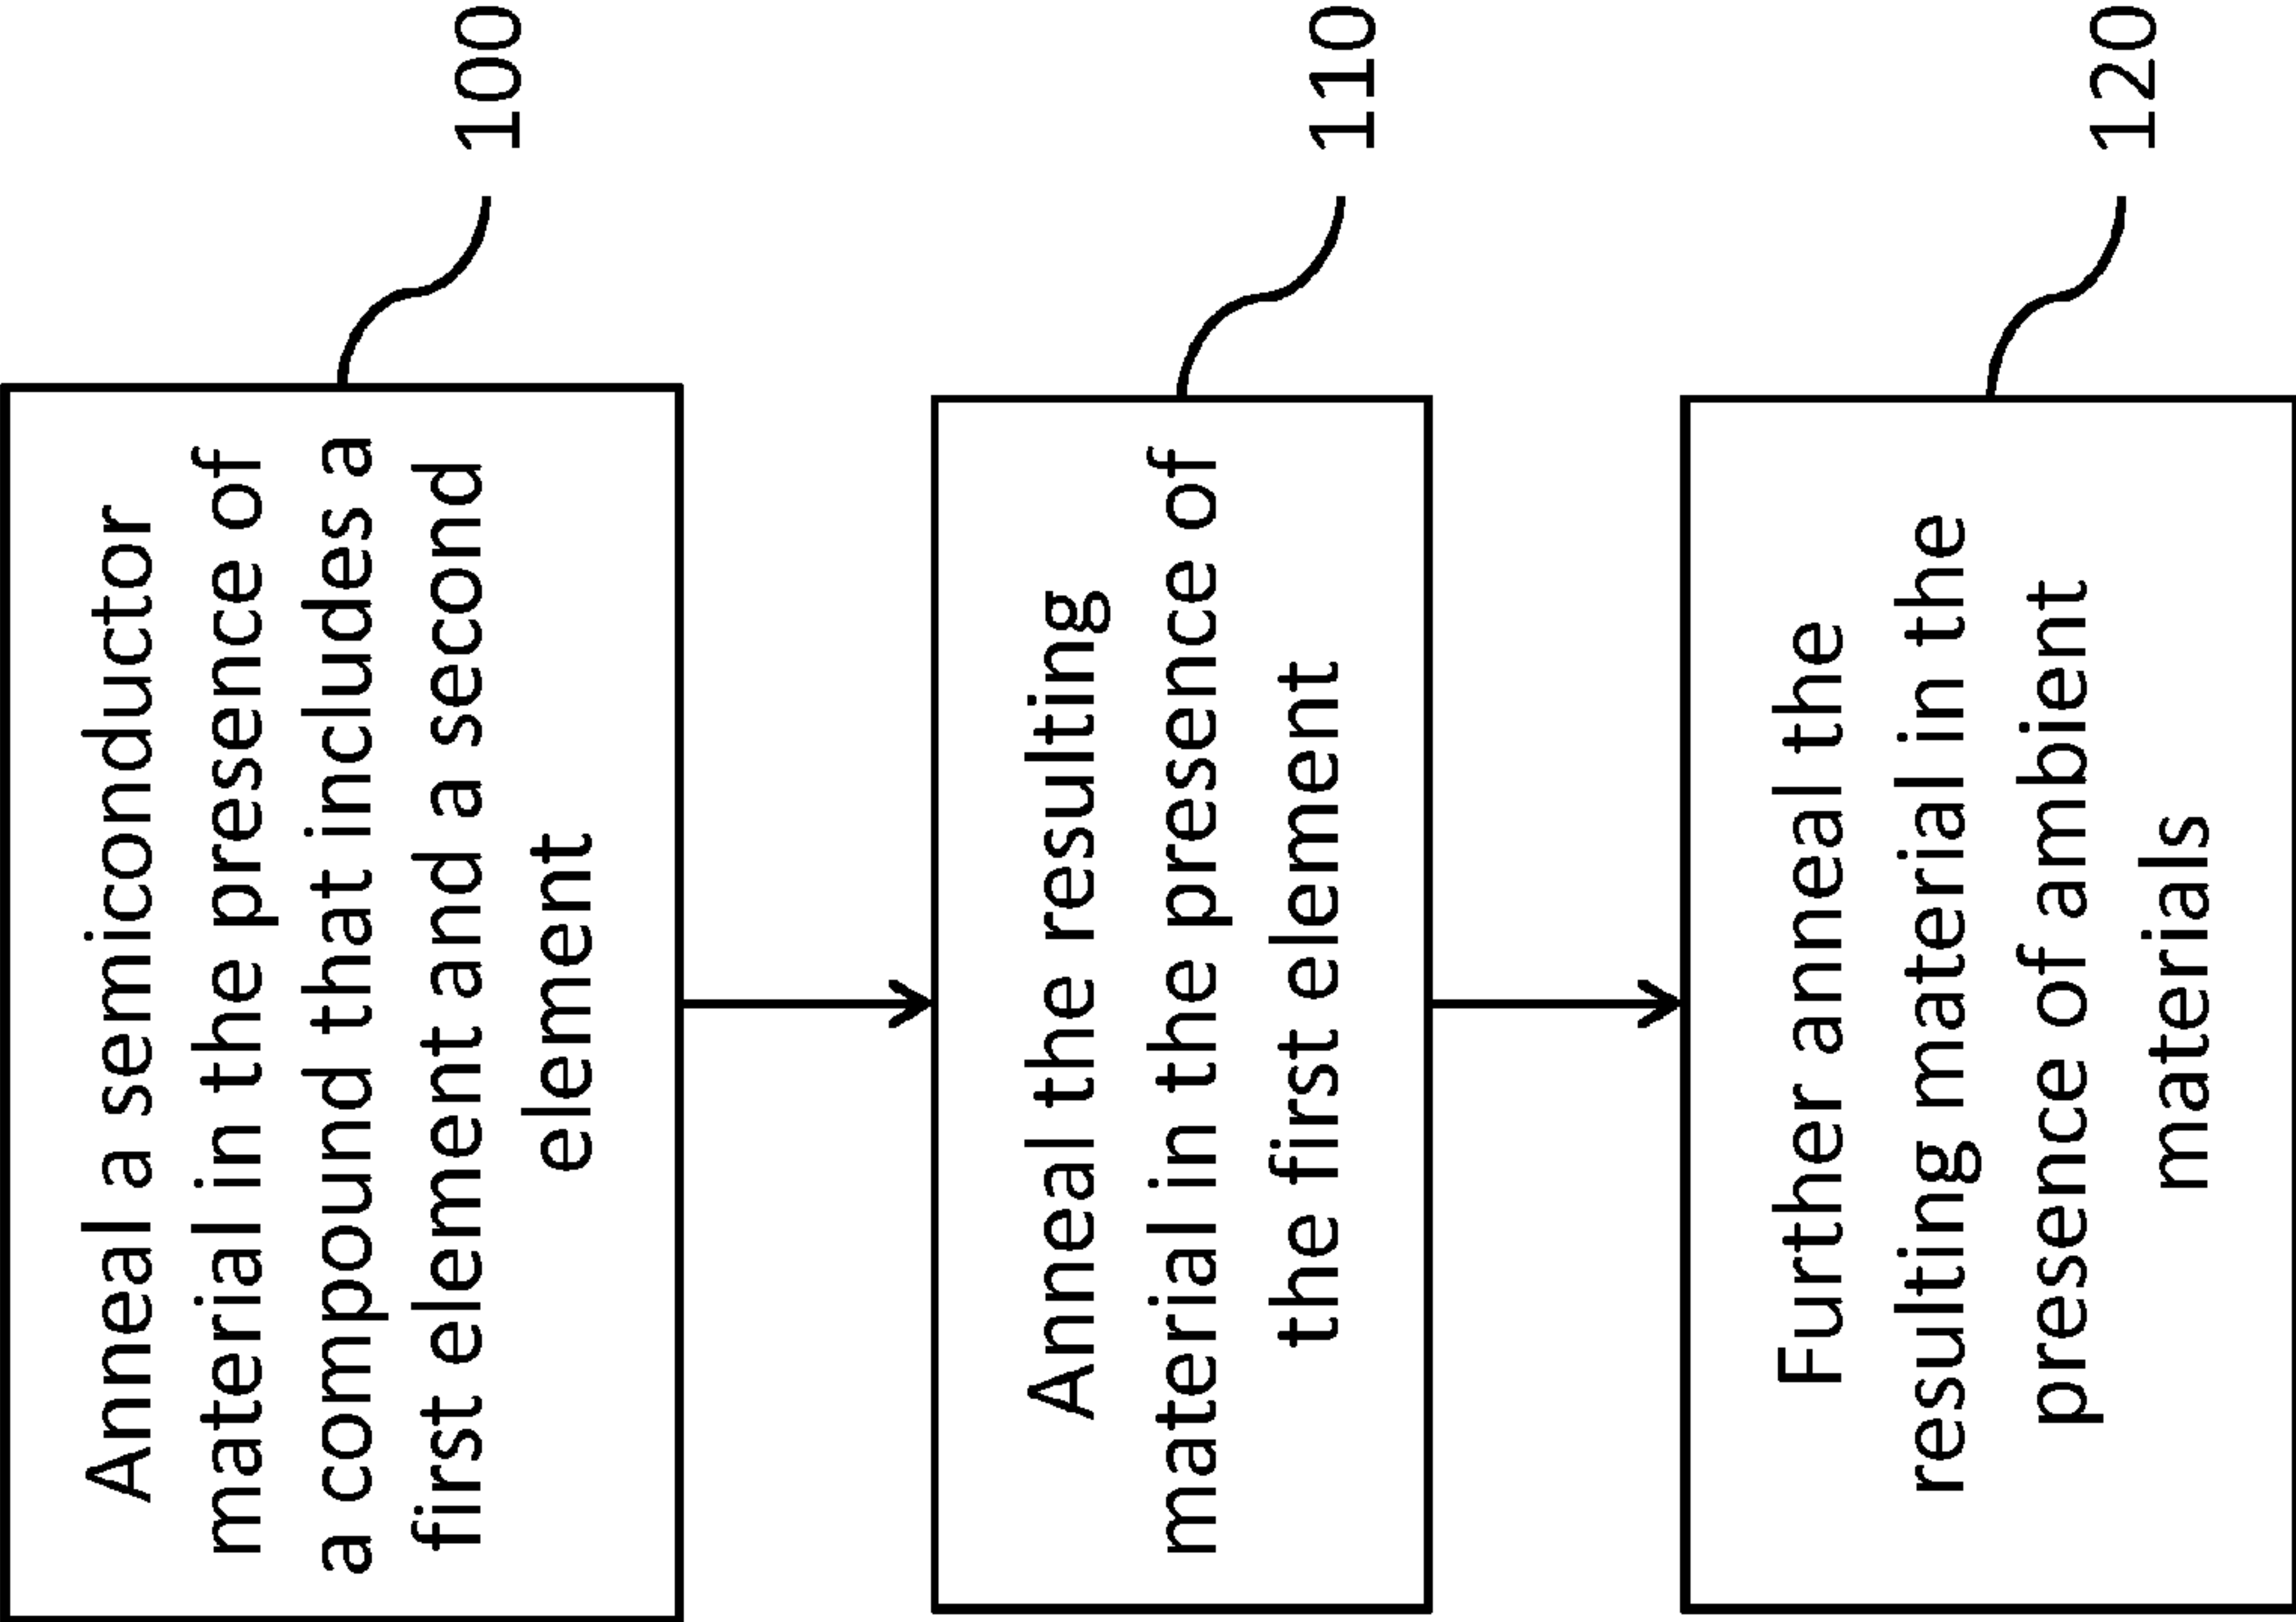 Anneal a semiconductor
material in the presence of
a compound that includes a
first element and a second
element
100
Anneal the resulting
material in the presence of
the first element
110
Further anneal the
resulting material in the
presence of ambient
materials
120